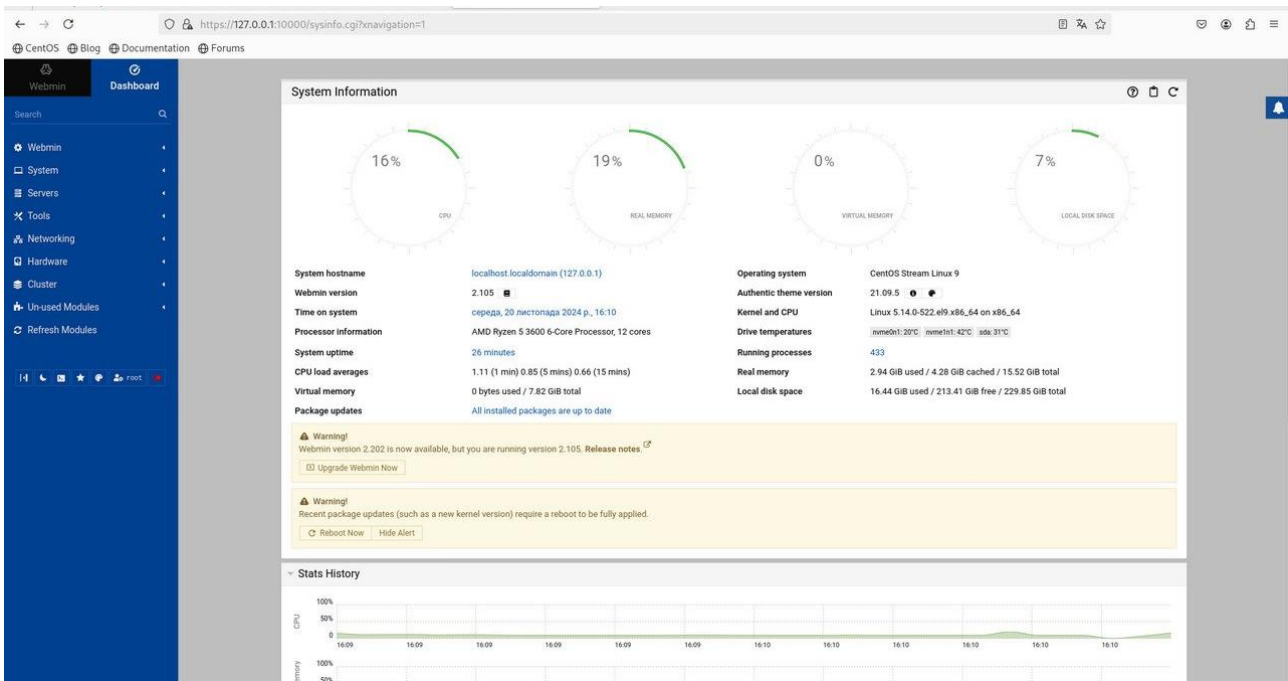 https://127.0.0.1:10000/sysinfo.cgi?xnavigation=1
CentOS Blog Documentation Forums
Webmin Dashboard
Search
Webmin
System
Servers
Tools
Networking
Hardware
Cluster
Un-used Modules
Refresh Modules
root
System Information
16% 19% 0% 7%
CPU REAL MEMORY VIRTUAL MEMORY LOCAL DISK SPACE
System hostname localhost.localdomain (127.0.0.1) Operating system CentOS Stream Linux 9
Webmin version 2.105 Authentic theme version 21.09.5
Time on system середа, 20 листопада 2024 р., 16:10 Kernel and CPU Linux 5.14.0-522.el9.x86_64 on x86_64
Processor information AMD Ryzen 5 3600 6-Core Processor, 12 cores Drive temperatures nvme0n1: 20°C nvme1n1: 42°C sda: 31°C
System uptime 26 minutes Running processes 433
CPU load averages 1.11 (1 min) 0.85 (5 mins) 0.66 (15 mins) Real memory 2.94 GiB used / 4.28 GiB cached / 15.52 GiB total
Virtual memory 0 bytes used / 7.82 GiB total Local disk space 16.44 GiB used / 213.41 GiB free / 229.85 GiB total
Package updates All installed packages are up to date
Warning!
Webmin version 2.202 is now available, but you are running version 2.105. Release notes.
Upgrade Webmin Now
Warning!
Recent package updates (such as a new kernel version) require a reboot to be fully applied.
Reboot Now Hide Alert
Stats History
CPU
100%
50%
0
16:09 16:09 16:09 16:09 16:09 16:09 16:10 16:10 16:10 16:10 16:10 16:10
100%
50%